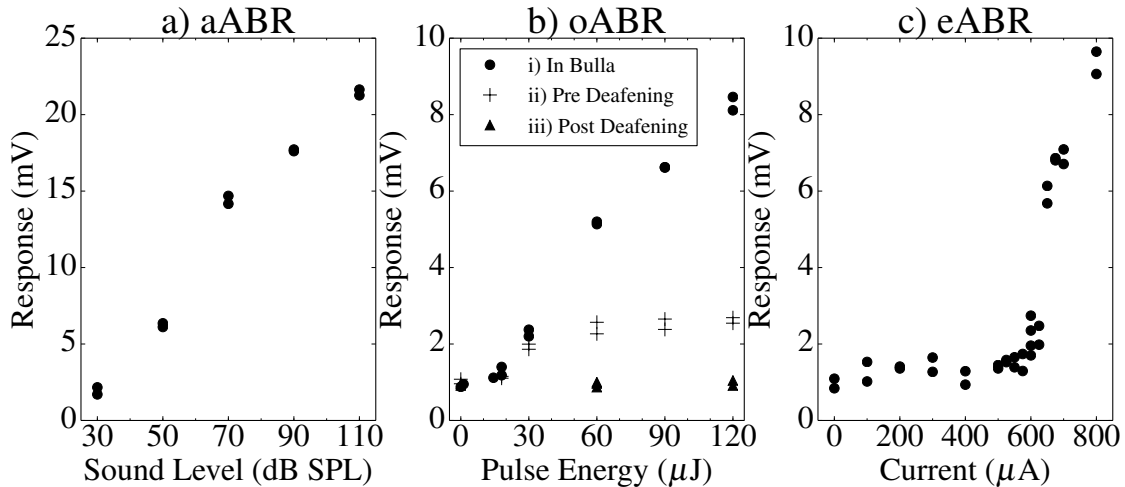 a) aABR
b) oABR
c) eABR
25
20
15
10
5
0
Response (mV)
30 50 70 90 110
Sound Level (dB SPL)
10
8
6
4
2
0
Response (mV)
i) In Bulla
ii) Pre Deafening
iii) Post Deafening
0 30 60 90 120
Pulse Energy (μJ)
10
8
6
4
2
0
Response (mV)
0 200 400 600 800
Current (μA)